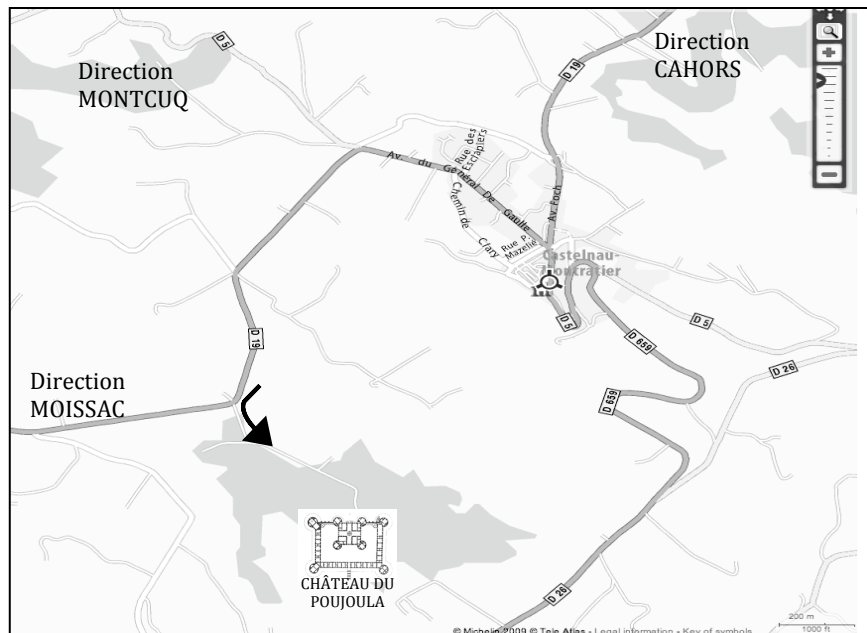 D 5
Direction
MONTCUQ
Direction
CAHORS
D 19
Rue des
Esclapiers
Av. du Général De Gaulle
Av. Foch
Chemin de
Clary
Rue P.
Mazelié
Castelnau-
Montratier
D 5
D 5
D 659
D 26
D 19
Direction
MOISSAC
D 659
CHÂTEAU DU
POUJOULA
D 26
200 m
1000 ft
© Michelin 2009 © Tele Atlas - Legal information - Key of symbols